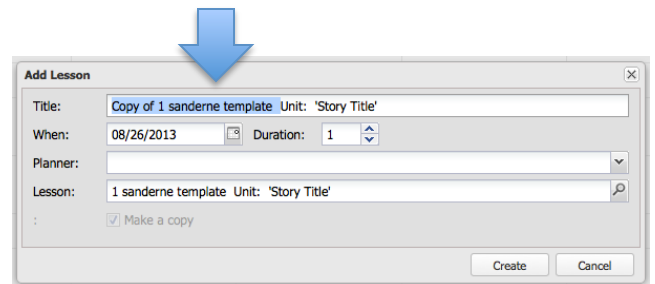 Add Lesson
Title: Copy of 1 sanderne template Unit: 'Story Title'
When: 08/26/2013 Duration: 1
Planner:
Lesson: 1 sanderne template Unit: 'Story Title'
: Make a copy
Create Cancel